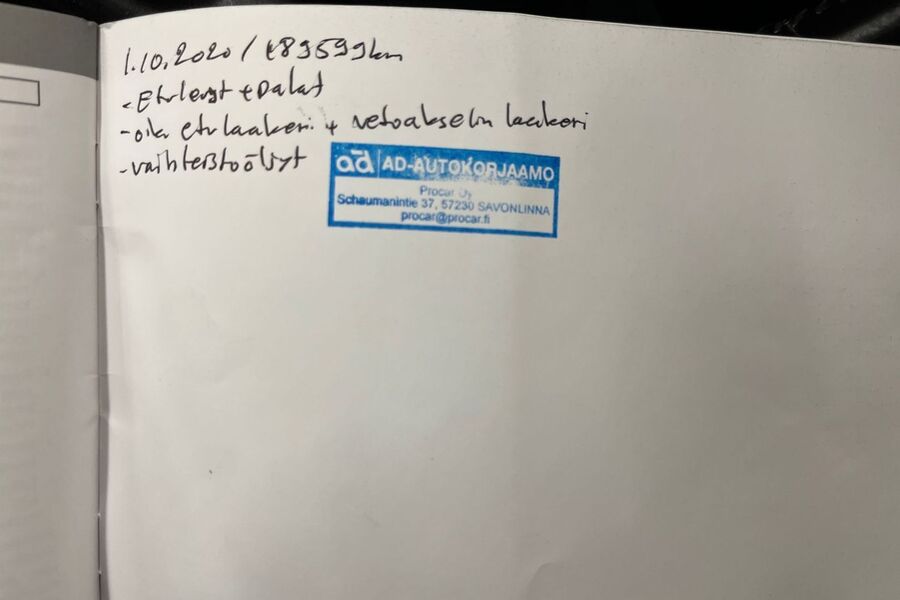 1.10.2020 / 189599km
- Etulevyt + Palat
- oik etulaakeri + vetoakselin laakeri
- vaihteistoöljyt
ad AD-AUTOKORJAAMO
Procar Oy
Schaumanintie 37, 57230 SAVONLINNA
procar@procar.fi